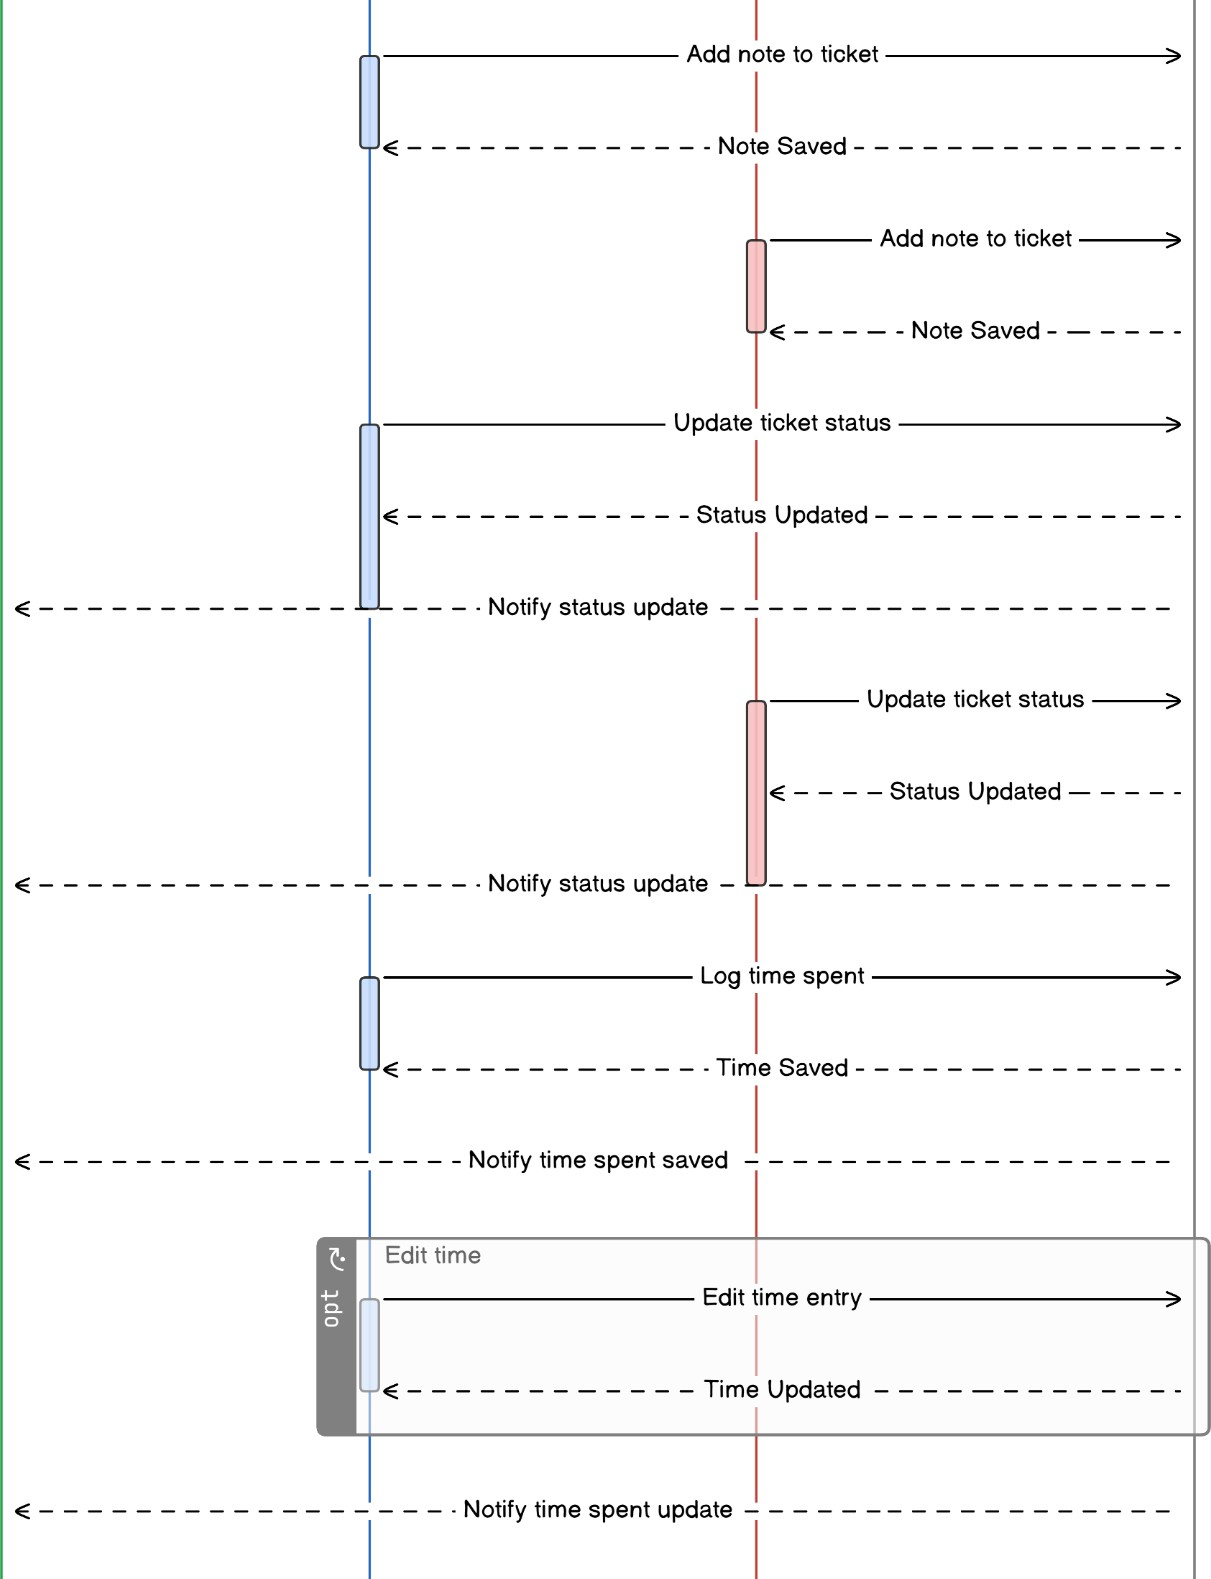 Add note to ticket
Note Saved
Add note to ticket
Note Saved
Update ticket status
Status Updated
Notify status update
Update ticket status
Status Updated
Notify status update
Log time spent
Time Saved
Notify time spent saved
opt
Edit time
Edit time entry
Time Updated
Notify time spent update